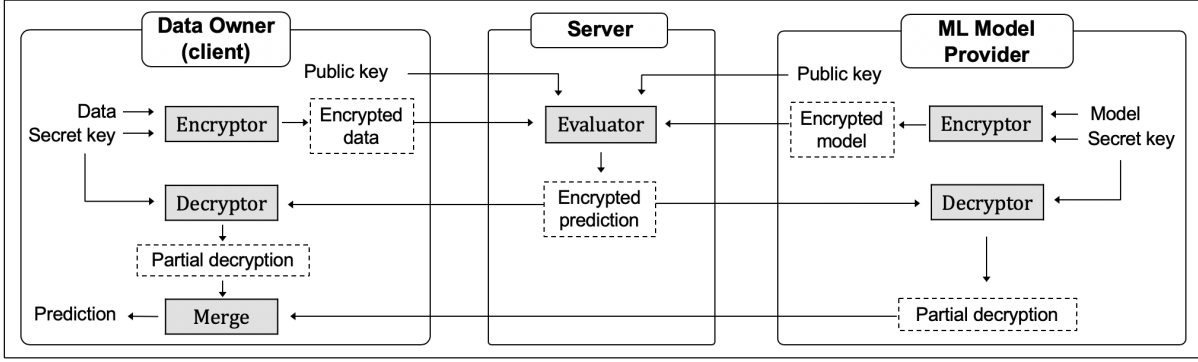 Data Owner
(client)
Server
ML Model
Provider
Public key
Public key
Data
Secret key
Encryptor
Encrypted
data
Evaluator
Encrypted
model
Encryptor
Model
Secret key
Decryptor
Encrypted
prediction
Decryptor
Partial decryption
Prediction
Merge
Partial decryption